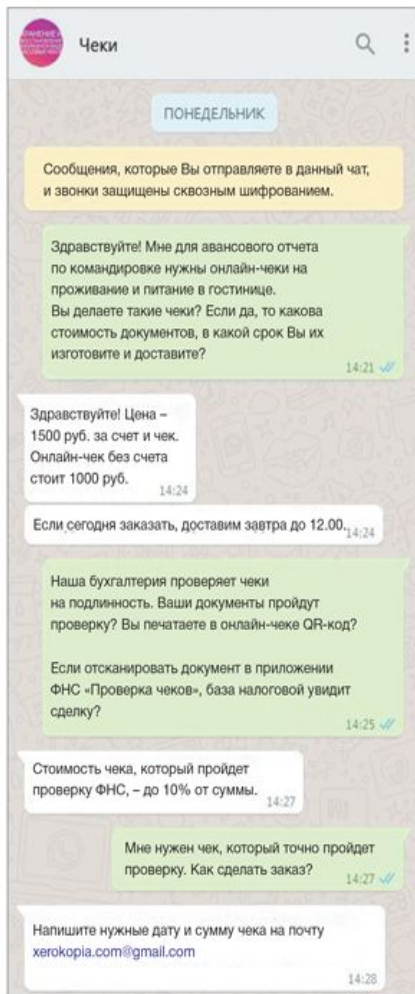 Чеки
ПОНЕДЕЛЬНИК
Сообщения, которые Вы отправляете в данный чат,
и звонки защищены сквозным шифрованием.
Здравствуйте! Мне для авансового отчета
по командировке нужны онлайн-чеки на
проживание и питание в гостинице.
Вы делаете такие чеки? Если да, то какова
стоимость документов, в какой срок Вы их
изготовите и доставите?
14:21
Здравствуйте! Цена –
1500 руб. за счет и чек.
Онлайн-чек без счета
стоит 1000 руб.
14:24
Если сегодня заказать, доставим завтра до 12.00.
14:24
Наша бухгалтерия проверяет чеки
на подлинность. Ваши документы пройдут
проверку? Вы печатаете в онлайн-чеке QR-код?
Если отсканировать документ в приложении
ФНС «Проверка чеков», база налоговой увидит
сделку?
14:25
Стоимость чека, который пройдет
проверку ФНС, – до 10% от суммы.
14:27
Мне нужен чек, который точно пройдет
проверку. Как сделать заказ?
14:27
Напишите нужные дату и сумму чека на почту
xerokopia.com@gmail.com
14:28